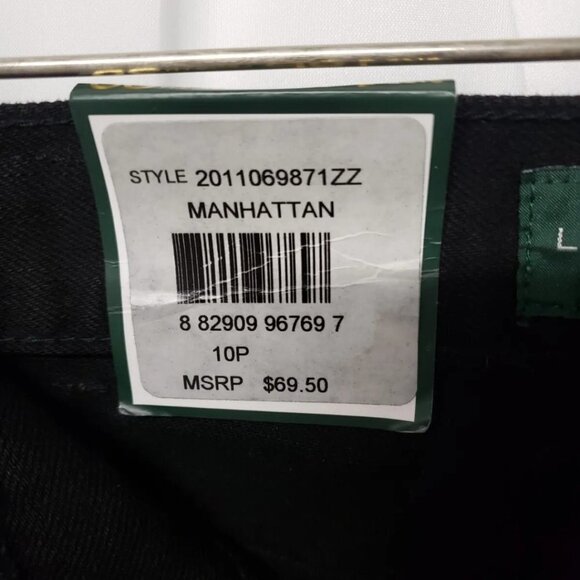 STYLE 2011069871ZZ
MANHATTAN
8 82909 96769 7
10P
MSRP $69.50
L